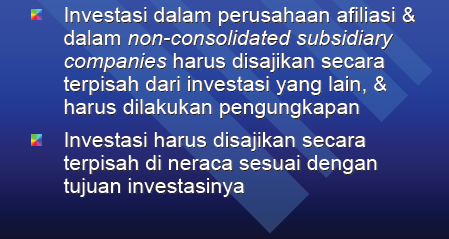 Investasi dalam perusahaan afiliasi &
dalam non-consolidated subsidiary
companies harus disajikan secara
terpisah dari investasi yang lain, &
harus dilakukan pengungkapan
Investasi harus disajikan secara
terpisah di neraca sesuai dengan
tujuan investasinya